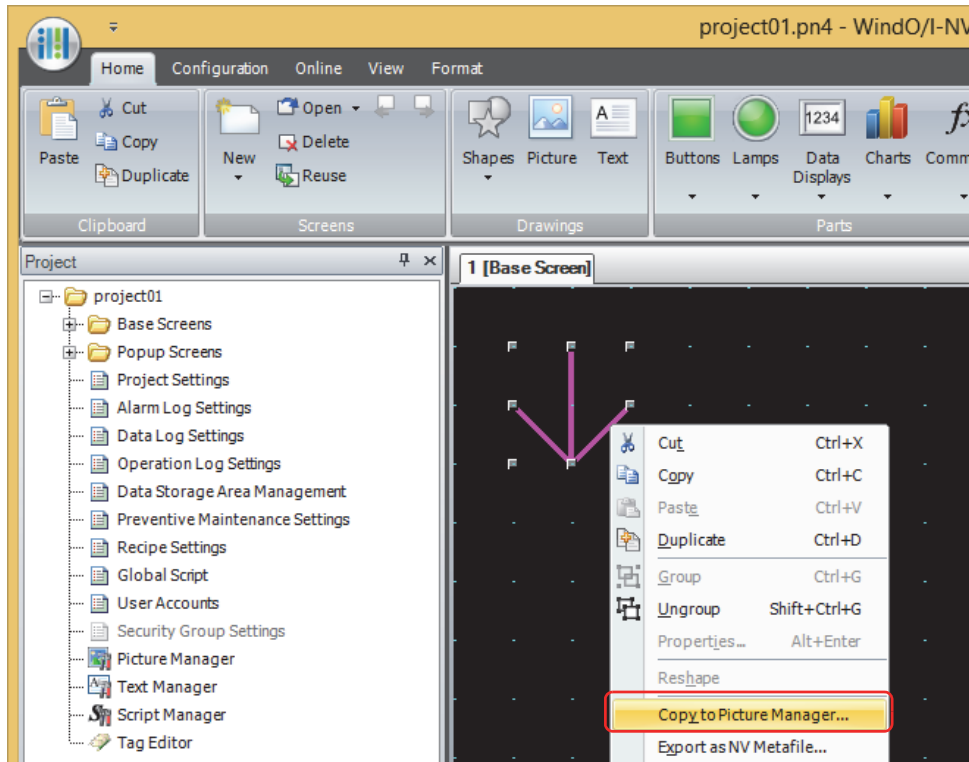 project01.pn4 - WindO/I-NV
Home Configuration Online View Format
Paste
Cut
Copy
Duplicate
Clipboard
New
Open
Delete
Reuse
Screens
Shapes Picture Text
Drawings
Buttons Lamps Data Displays Charts Comm
1234
Parts
Project
1 [Base Screen]
project01
Base Screens
Popup Screens
Project Settings
Alarm Log Settings
Data Log Settings
Operation Log Settings
Data Storage Area Management
Preventive Maintenance Settings
Recipe Settings
Global Script
User Accounts
Security Group Settings
Picture Manager
Text Manager
Script Manager
Tag Editor
Cut Ctrl+X
Copy Ctrl+C
Paste Ctrl+V
Duplicate Ctrl+D
Group Ctrl+G
Ungroup Shift+Ctrl+G
Properties... Alt+Enter
Reshape
Copy to Picture Manager...
Export as NV Metafile...